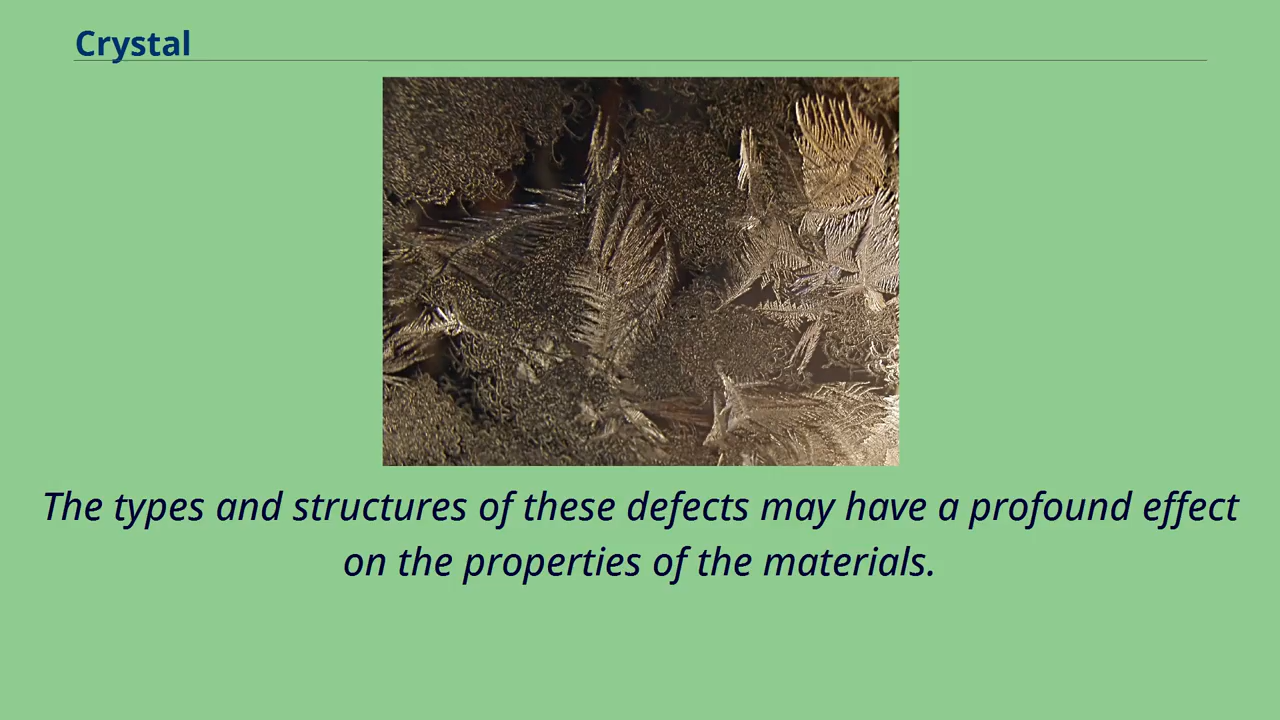 Crystal
The types and structures of these defects may have a profound effect
on the properties of the materials.